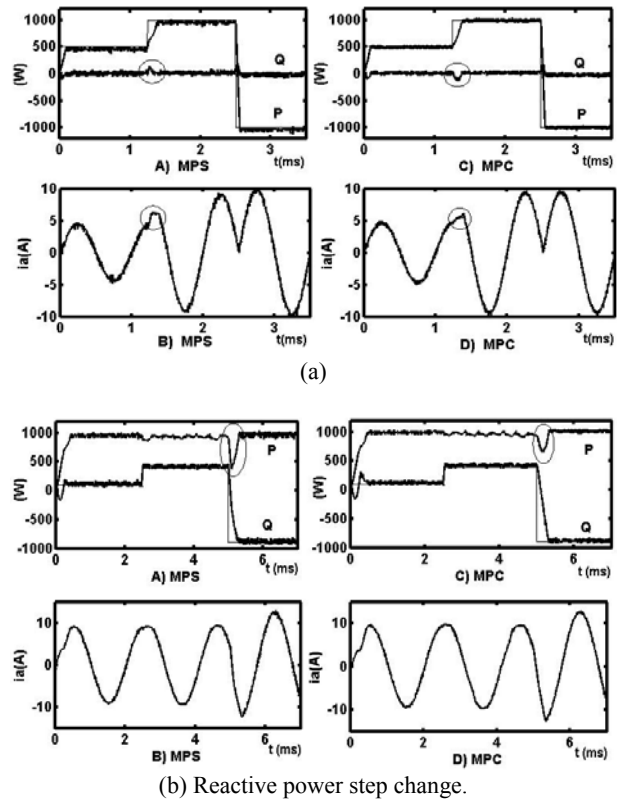 1000
500
0
-500
-1000
(W)
Q
P
0 1 2 3 t(ms)
A) MPS
1000
500
0
-500
-1000
(W)
Q
P
0 1 2 3 t(ms)
C) MPC
10
5
0
-5
-10
ia(A)
0 1 2 3 t(ms)
B) MPS
10
5
0
-5
-10
ia(A)
0 1 2 3 t(ms)
D) MPC
(a)
1000
500
0
-500
-1000
(W)
P
Q
0 2 4 6 t (ms)
A) MPS
1000
500
0
-500
-1000
(W)
P
Q
0 2 4 6 t (ms)
C) MPC
10
0
-10
ia(A)
0 2 4 6 t (ms)
B) MPS
10
0
-10
ia(A)
0 2 4 6 t (ms)
D) MPC
(b) Reactive power step change.